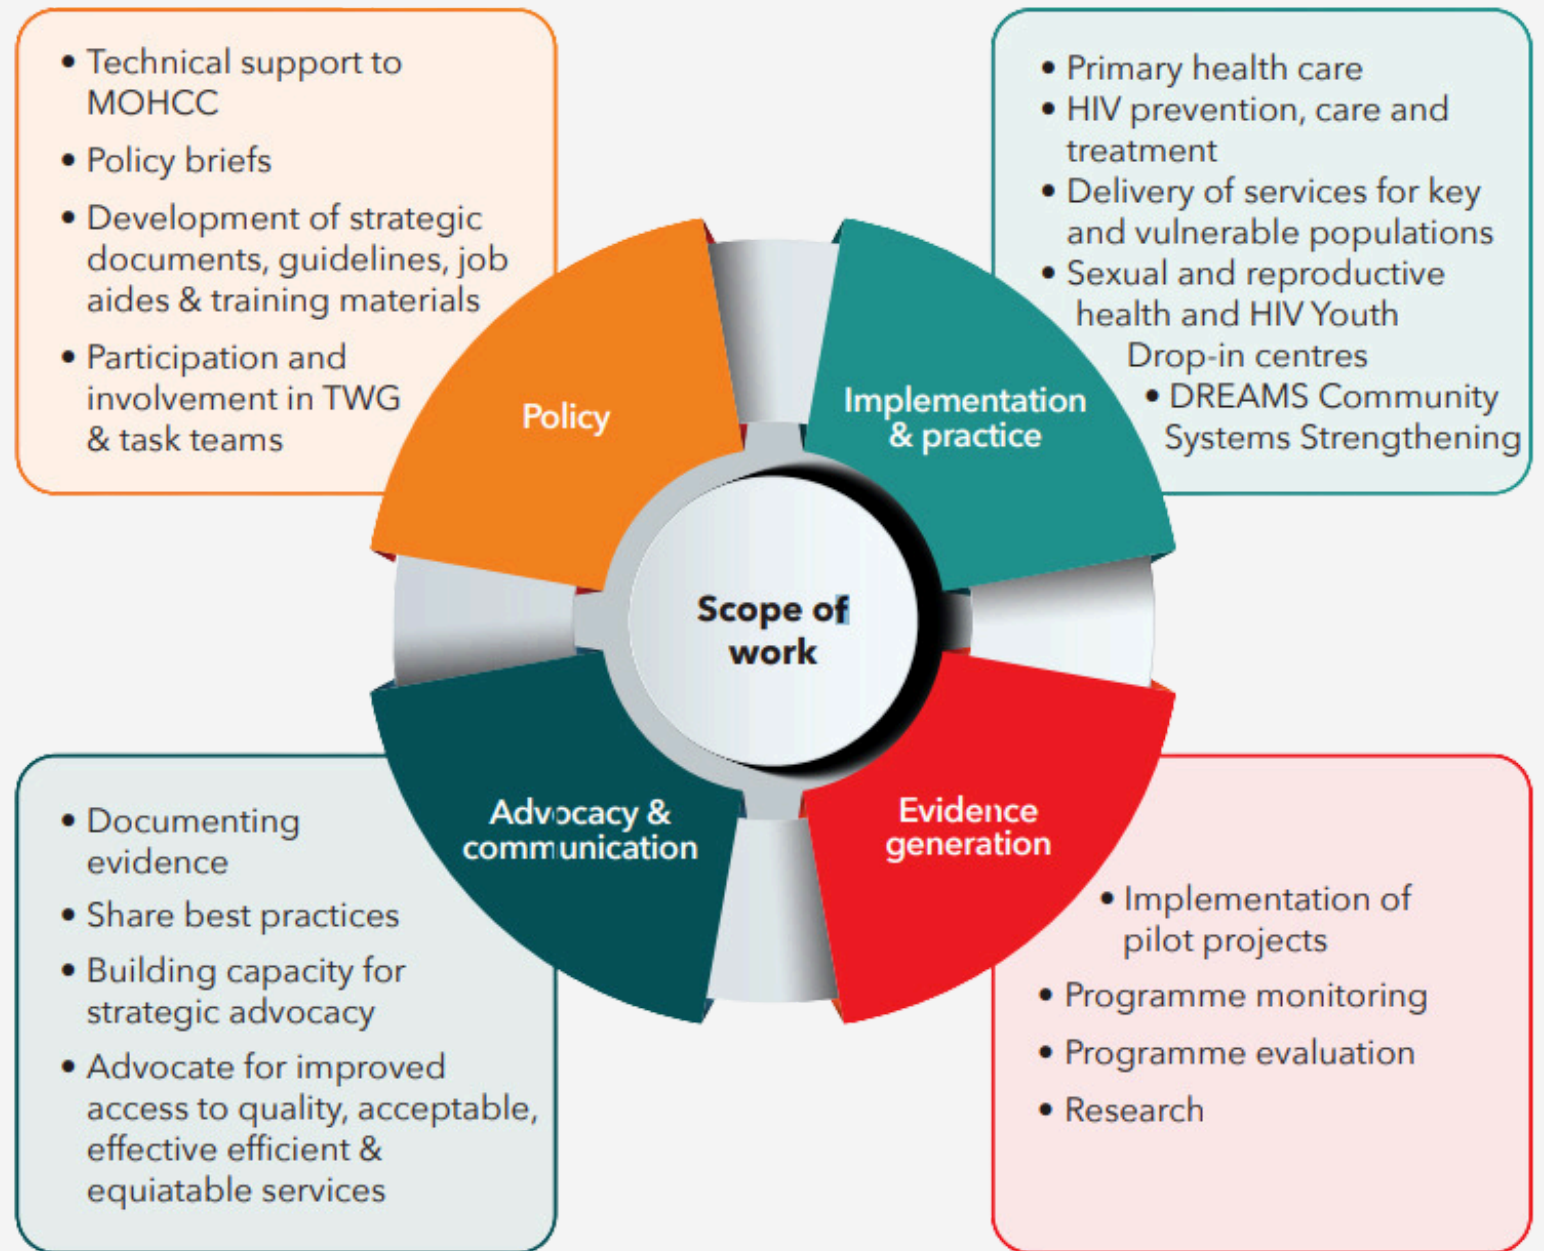 • Technical support to
MOHCC
• Policy briefs
• Development of strategic
documents, guidelines, job
aides & training materials
• Participation and
involvement in TWG
& task teams
• Primary health care
• HIV prevention, care and
treatment
• Delivery of services for key
and vulnerable populations
• Sexual and reproductive
health and HIV Youth
Drop-in centres
• DREAMS Community
Systems Strengthening
Policy
Implementation
& practice
Scope of
work
Advocacy &
communication
Evidence
generation
• Documenting
evidence
• Share best practices
• Building capacity for
strategic advocacy
• Advocate for improved
access to quality, acceptable,
effective efficient &
equiatable services
• Implementation of
pilot projects
• Programme monitoring
• Programme evaluation
• Research